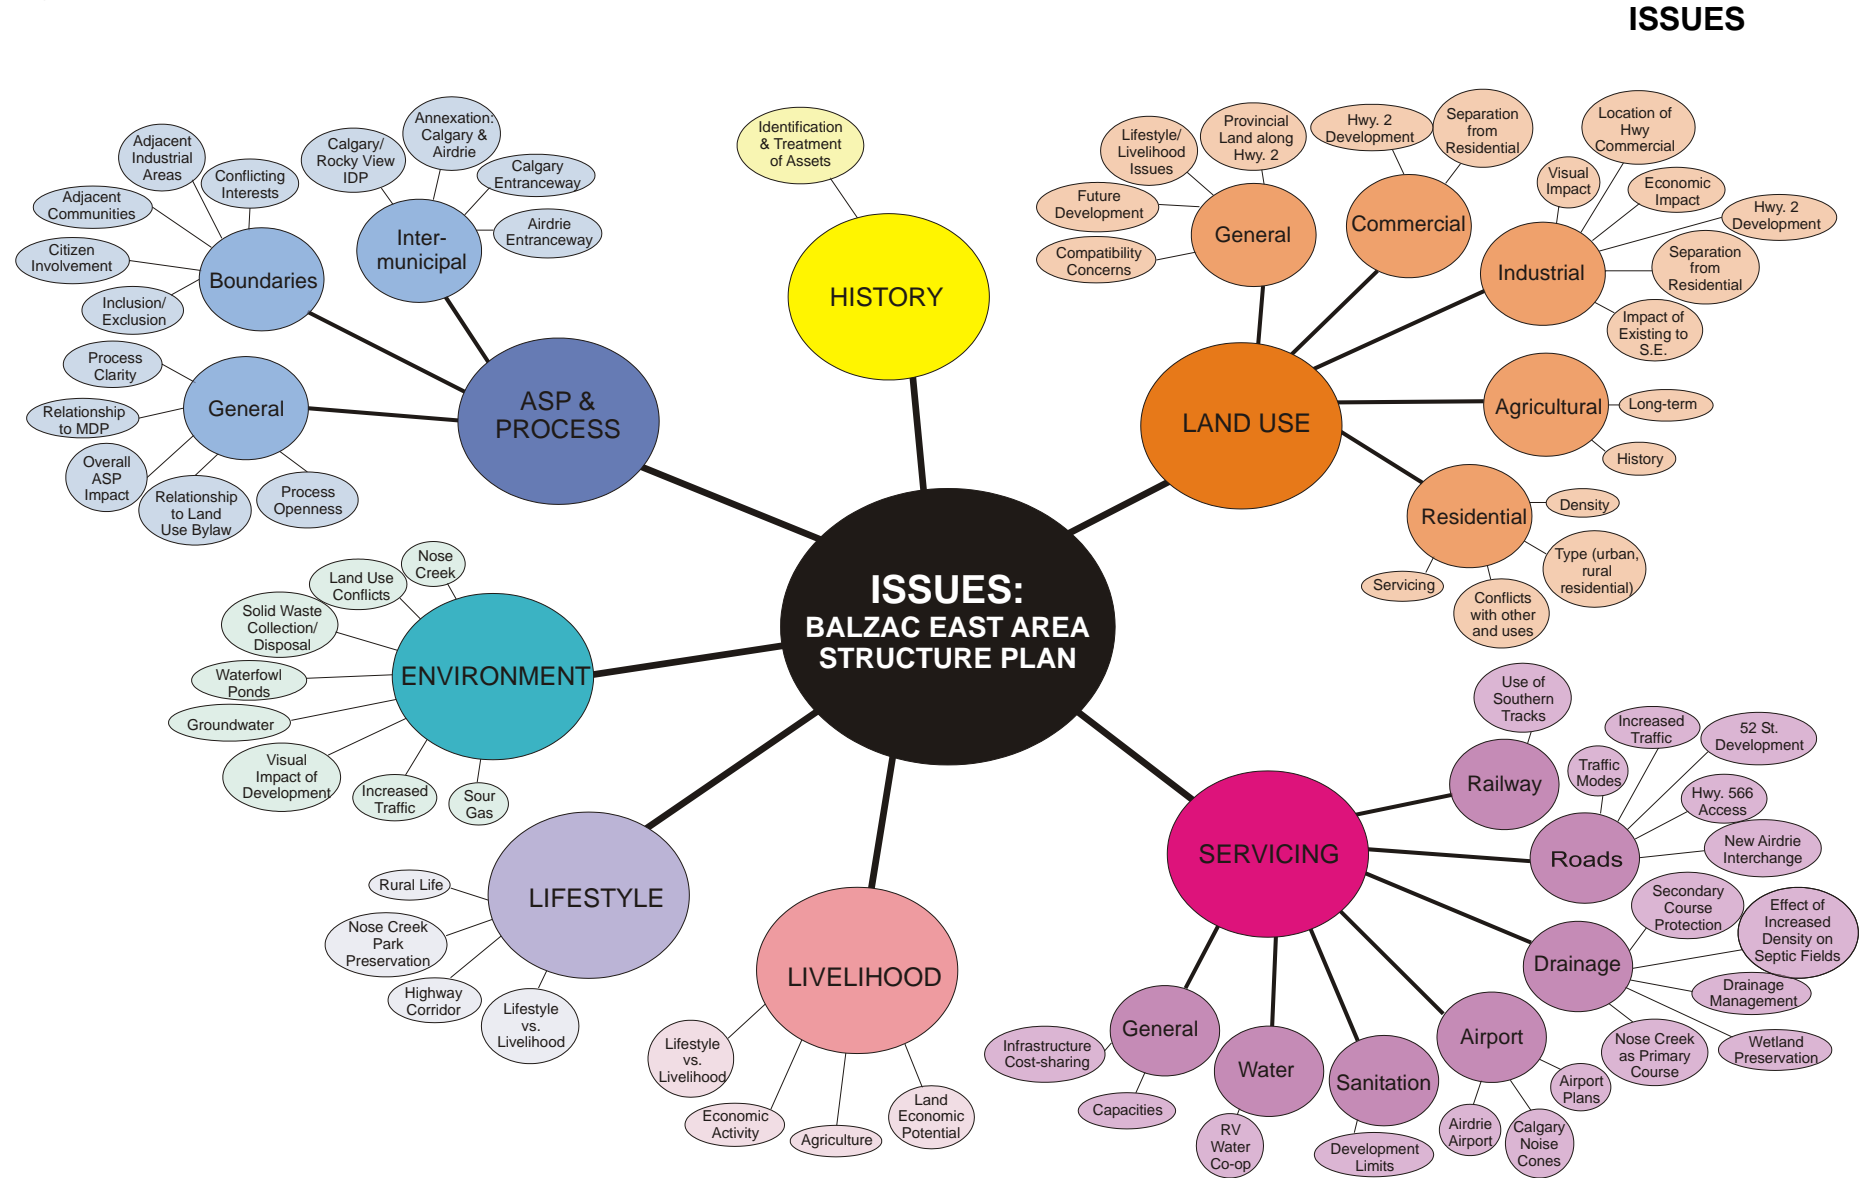 ISSUES
ISSUES:
BALZAC EAST AREA
STRUCTURE PLAN
ASP &
PROCESS
Inter-
municipal
Calgary/
Rocky View
IDP
Annexation:
Calgary &
Airdrie
Calgary
Entranceway
Airdrie
Entranceway
Boundaries
Adjacent
Industrial
Areas
Conflicting
Interests
Adjacent
Communities
Citizen
Involvement
Inclusion/
Exclusion
General
Process
Clarity
Relationship
to MDP
Overall
ASP
Impact
Relationship
to Land
Use Bylaw
Process
Openness
HISTORY
Identification
& Treatment
of Assets
LAND USE
General
Lifestyle/
Livelihood
Issues
Provincial
Land along
Hwy. 2
Future
Development
Compatibility
Concerns
Commercial
Hwy. 2
Development
Separation
from
Residential
Industrial
Visual
Impact
Location of
Hwy
Commercial
Economic
Impact
Hwy. 2
Development
Separation
from
Residential
Impact of
Existing to
S.E.
Agricultural
Long-term
History
Residential
Density
Type (urban,
rural
residential)
Conflicts
with other
and uses
Servicing
ENVIRONMENT
Nose
Creek
Land Use
Conflicts
Solid Waste
Collection/
Disposal
Waterfowl
Ponds
Groundwater
Visual
Impact of
Development
Increased
Traffic
Sour
Gas
LIFESTYLE
Rural Life
Nose Creek
Park
Preservation
Highway
Corridor
Lifestyle
vs.
Livelihood
LIVELIHOOD
Lifestyle
vs.
Livelihood
Economic
Activity
Agriculture
Land
Economic
Potential
SERVICING
Railway
Use of
Southern
Tracks
Roads
Traffic
Modes
Increased
Traffic
52 St.
Development
Hwy. 566
Access
New Airdrie
Interchange
Drainage
Secondary
Course
Protection
Effect of
Increased
Density on
Septic Fields
Drainage
Management
Wetland
Preservation
Nose Creek
as Primary
Course
Airport
Airport
Plans
Calgary
Noise
Cones
Airdrie
Airport
Sanitation
Development
Limits
Water
RV
Water
Co-op
General
Infrastructure
Cost-sharing
Capacities